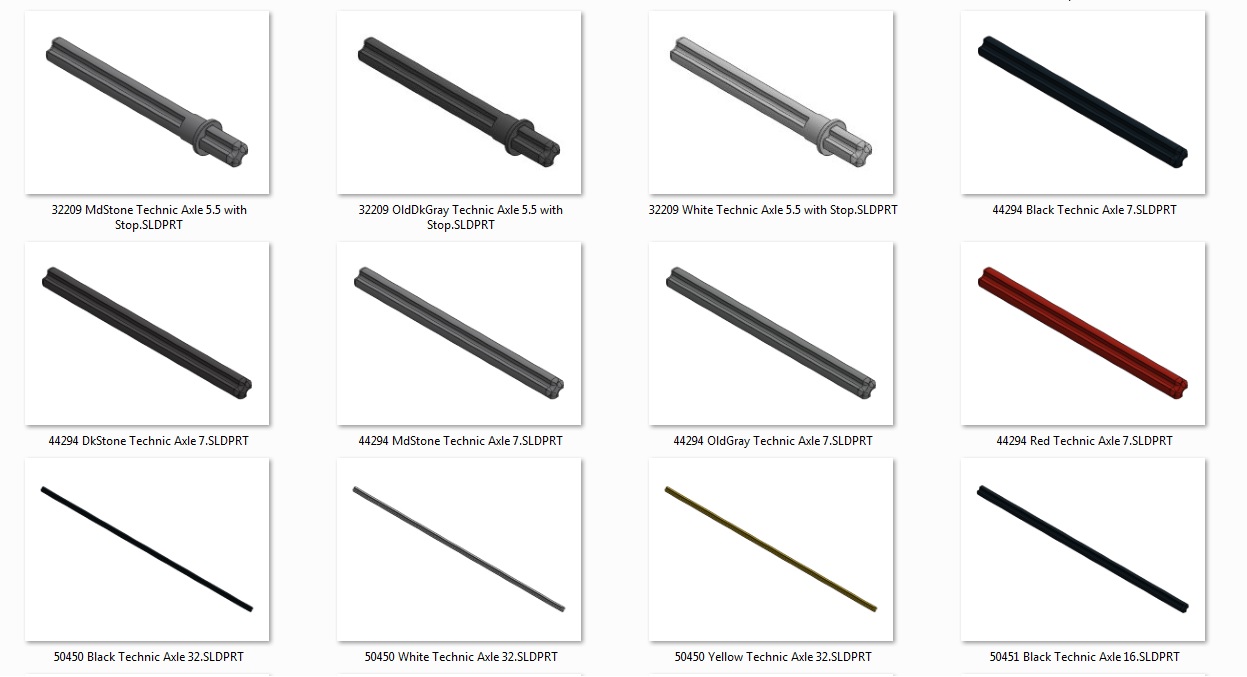 32209 MdStone Technic Axle 5.5 with
Stop.SLDPRT
32209 OldDkGray Technic Axle 5.5 with
Stop.SLDPRT
32209 White Technic Axle 5.5 with Stop.SLDPRT
44294 Black Technic Axle 7.SLDPRT
44294 DkStone Technic Axle 7.SLDPRT
44294 MdStone Technic Axle 7.SLDPRT
44294 OldGray Technic Axle 7.SLDPRT
44294 Red Technic Axle 7.SLDPRT
50450 Black Technic Axle 32.SLDPRT
50450 White Technic Axle 32.SLDPRT
50450 Yellow Technic Axle 32.SLDPRT
50451 Black Technic Axle 16.SLDPRT